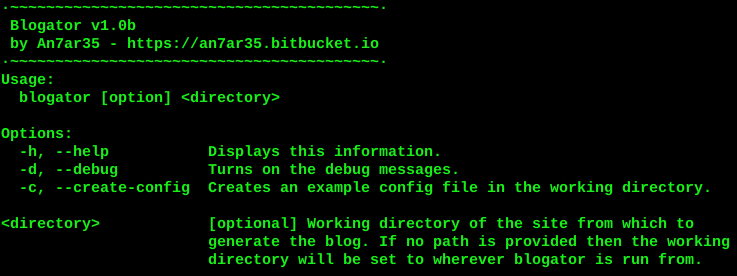 ·~~~~~~~~~~~~~~~~~~~~~~~~~~~~~~~~~~~~~~~~~·
 Blogator v1.0b
 by An7ar35 - https://an7ar35.bitbucket.io
·~~~~~~~~~~~~~~~~~~~~~~~~~~~~~~~~~~~~~~~~~·
Usage:
  blogator [option] <directory>

Options:
  -h, --help           Displays this information.
  -d, --debug          Turns on the debug messages.
  -c, --create-config  Creates an example config file in the working directory.

<directory>            [optional] Working directory of the site from which to
                       generate the blog. If no path is provided then the working
                       directory will be set to wherever blogator is run from.